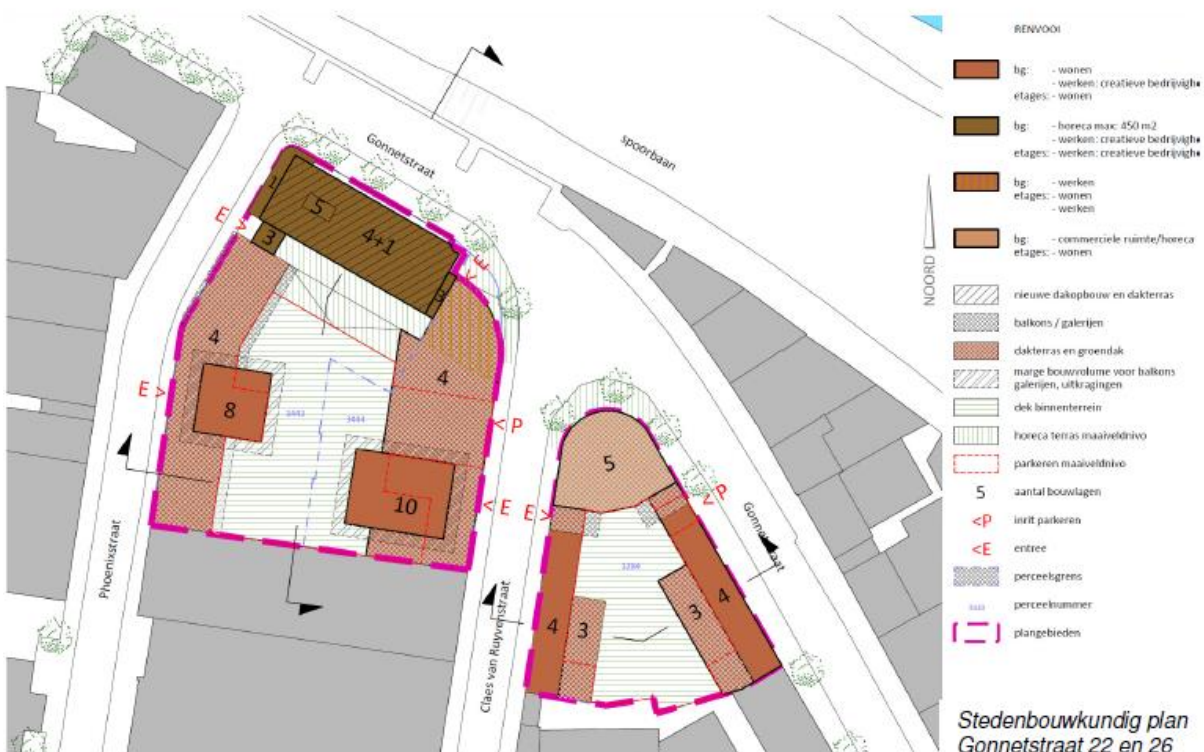 Gonnetstraat
spoorbaan
1
5
4+1
E >
3
< E
3
4
4
E >
8
< P
10
< E
Phoenixstraat
Claes van Ruyvenstraat
5
E >
< P
Gonnetstraat
4
3
3
4
NOORD
RENVOOI
bg: - wonen
- werken: creatieve bedrijvigh
etages: - wonen
bg: - horeca max: 450 m2
- werken: creatieve bedrijvigh
etages: - werken: creatieve bedrijvigh
bg: - werken
etages: - wonen
- werken
bg: - commerciele ruimte/horeca
etages: - wonen
nieuwe dakopbouw en dakterras
balkons / galerijen
dakterras en groendak
marge bouwvolume voor balkons
galerijen, uitkragingen
dek binnenterrein
horeca terras maaiveldnivo
parkeren maaiveldnivo
5 aantal bouwlagen
<P inrit parkeren
<E entree
perceelsgrens
perceelnummer
plangebieden
Stedenbouwkundig plan
Gonnetstraat 22 en 26